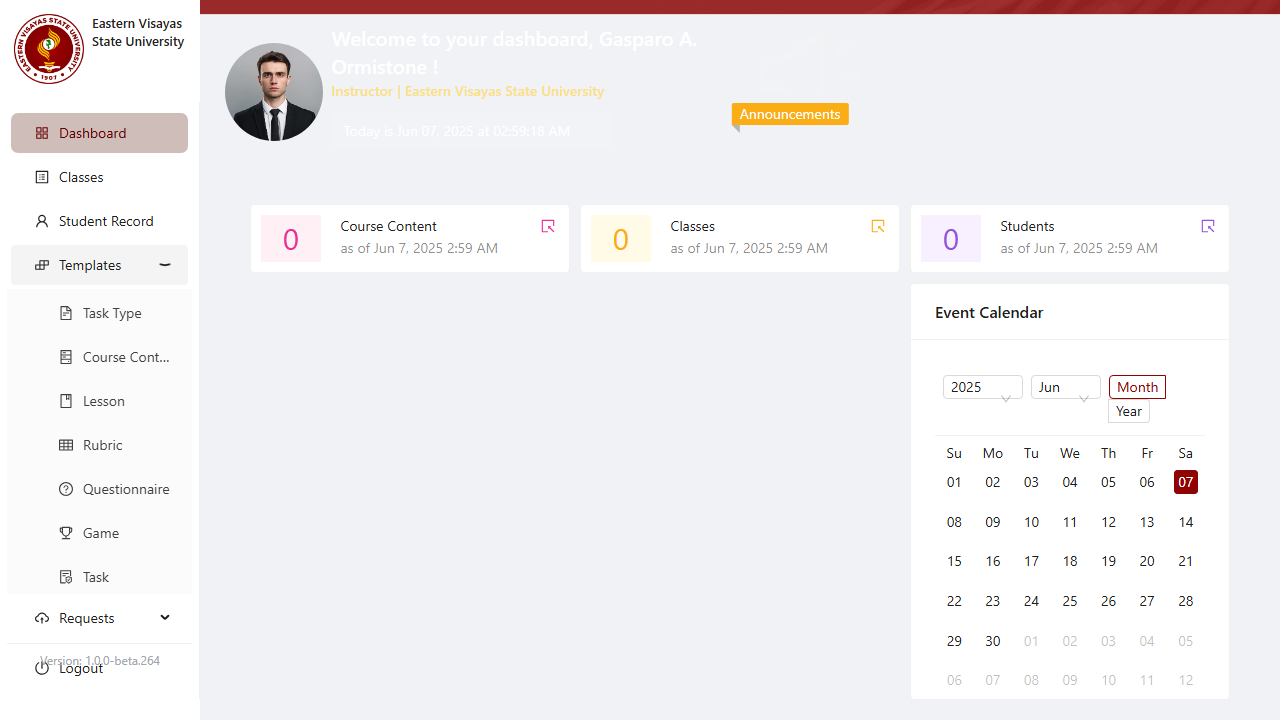 Eastern Visayas
State University
EASTERN VISAYAS STATE UNIVERSITY
1907
Welcome to your dashboard, Gasparo A.
Ormistone !
Instructor | Eastern Visayas State University
Today is Jun 07, 2025 at 02:59:18 AM
Announcements
Dashboard
Classes
Student Record
Templates
Task Type
Course Cont...
Lesson
Rubric
Questionnaire
Game
Task
Requests
Version: 1.0.0-beta.264
Logout
0
Course Content
as of Jun 7, 2025 2:59 AM
0
Classes
as of Jun 7, 2025 2:59 AM
0
Students
as of Jun 7, 2025 2:59 AM
Event Calendar
2025 Jun Month
Year
Su Mo Tu We Th Fr Sa
01 02 03 04 05 06 07
08 09 10 11 12 13 14
15 16 17 18 19 20 21
22 23 24 25 26 27 28
29 30 01 02 03 04 05
06 07 08 09 10 11 12